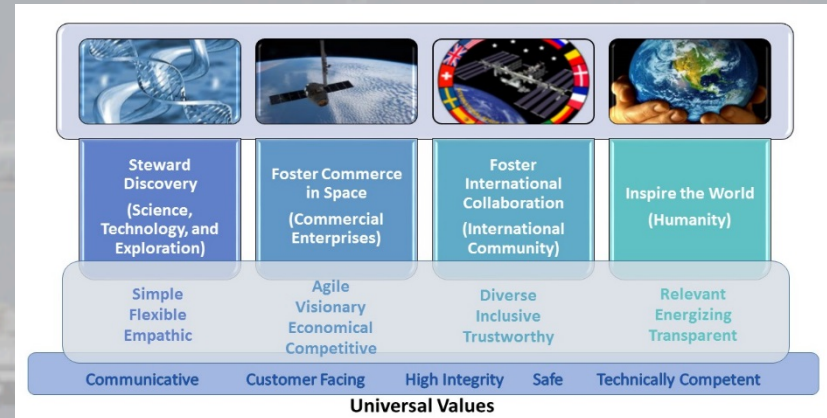 Steward
Discovery
(Science,
Technology, and
Exploration)
Foster Commerce
in Space
(Commercial
Enterprises)
Foster
International
Collaboration
(International
Community)
Inspire the World
(Humanity)
Simple
Flexible
Empathic
Agile
Visionary
Economical
Competitive
Diverse
Inclusive
Trustworthy
Relevant
Energizing
Transparent
Communicative Customer Facing High Integrity Safe Technically Competent
Universal Values